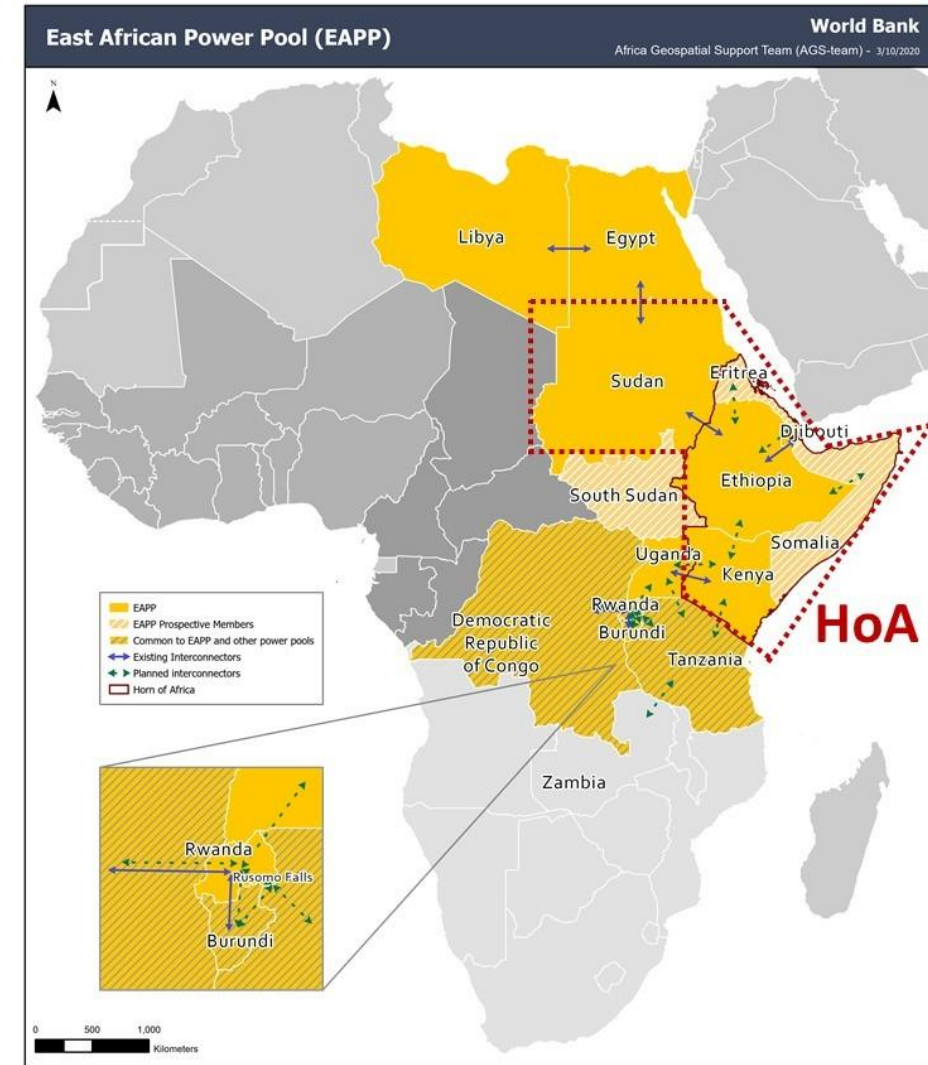 East African Power Pool (EAPP)
World Bank
Africa Geospatial Support Team (AGS-team) - 3/10/2020
N
Libya
Egypt
Sudan
Eritrea
Djibouti
Ethiopia
South Sudan
Somalia
Uganda
Kenya
Rwanda
Burundi
Democratic
Republic
of Congo
Tanzania
HoA
Zambia
EAPP
EAPP Prospective Members
Common to EAPP and other power pools
Existing Interconnectors
Planned interconnectors
Horn of Africa
Rwanda
Rusomo Falls
Burundi
0 500 1,000
Kilometers